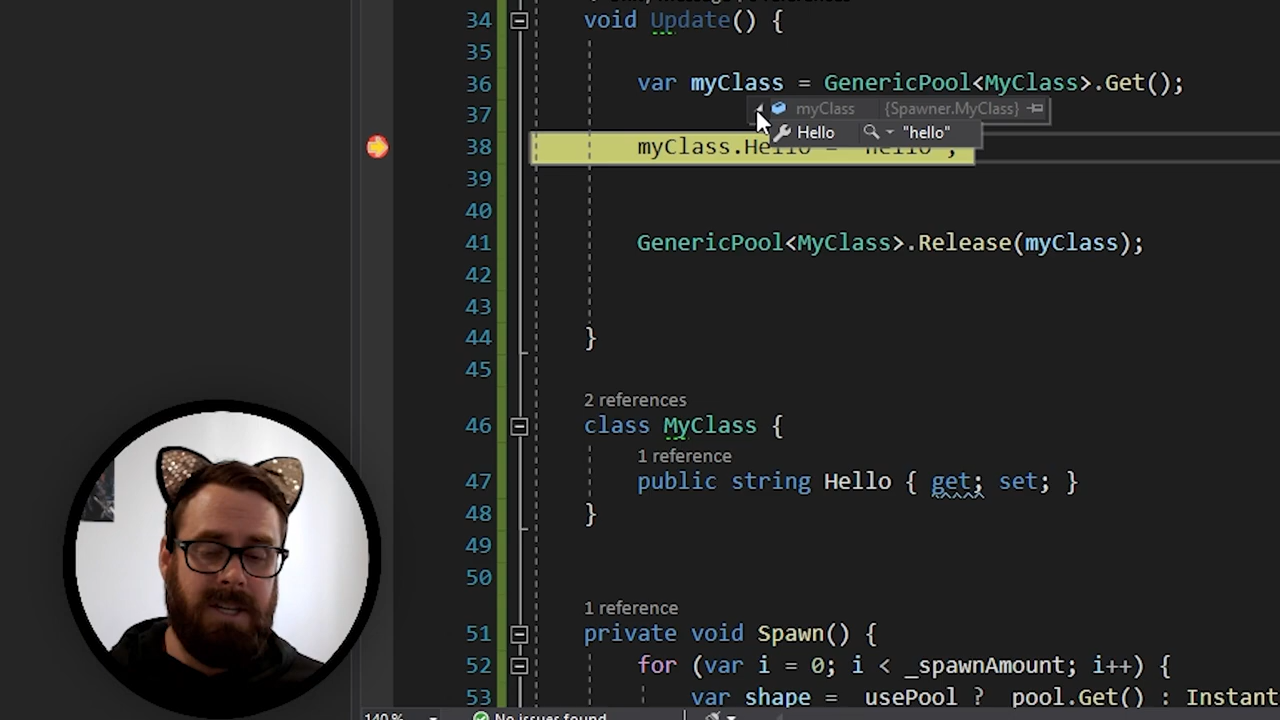 34 void Update() {
35
36 var myClass = GenericPool<MyClass>.Get();
myClass {Spawner.MyClass}
37
Hello "hello"
38 myClass.Hello = "hello";
39
40
41 GenericPool<MyClass>.Release(myClass);
42
43
44 }
45
2 references
46 class MyClass {
1 reference
47 public string Hello { get; set; }
48 }
49
50
1 reference
51 private void Spawn() {
52 for (var i = 0; i < _spawnAmount; i++) {
53 var shape = _usePool ? _pool.Get() : Instant
140 % No issues found